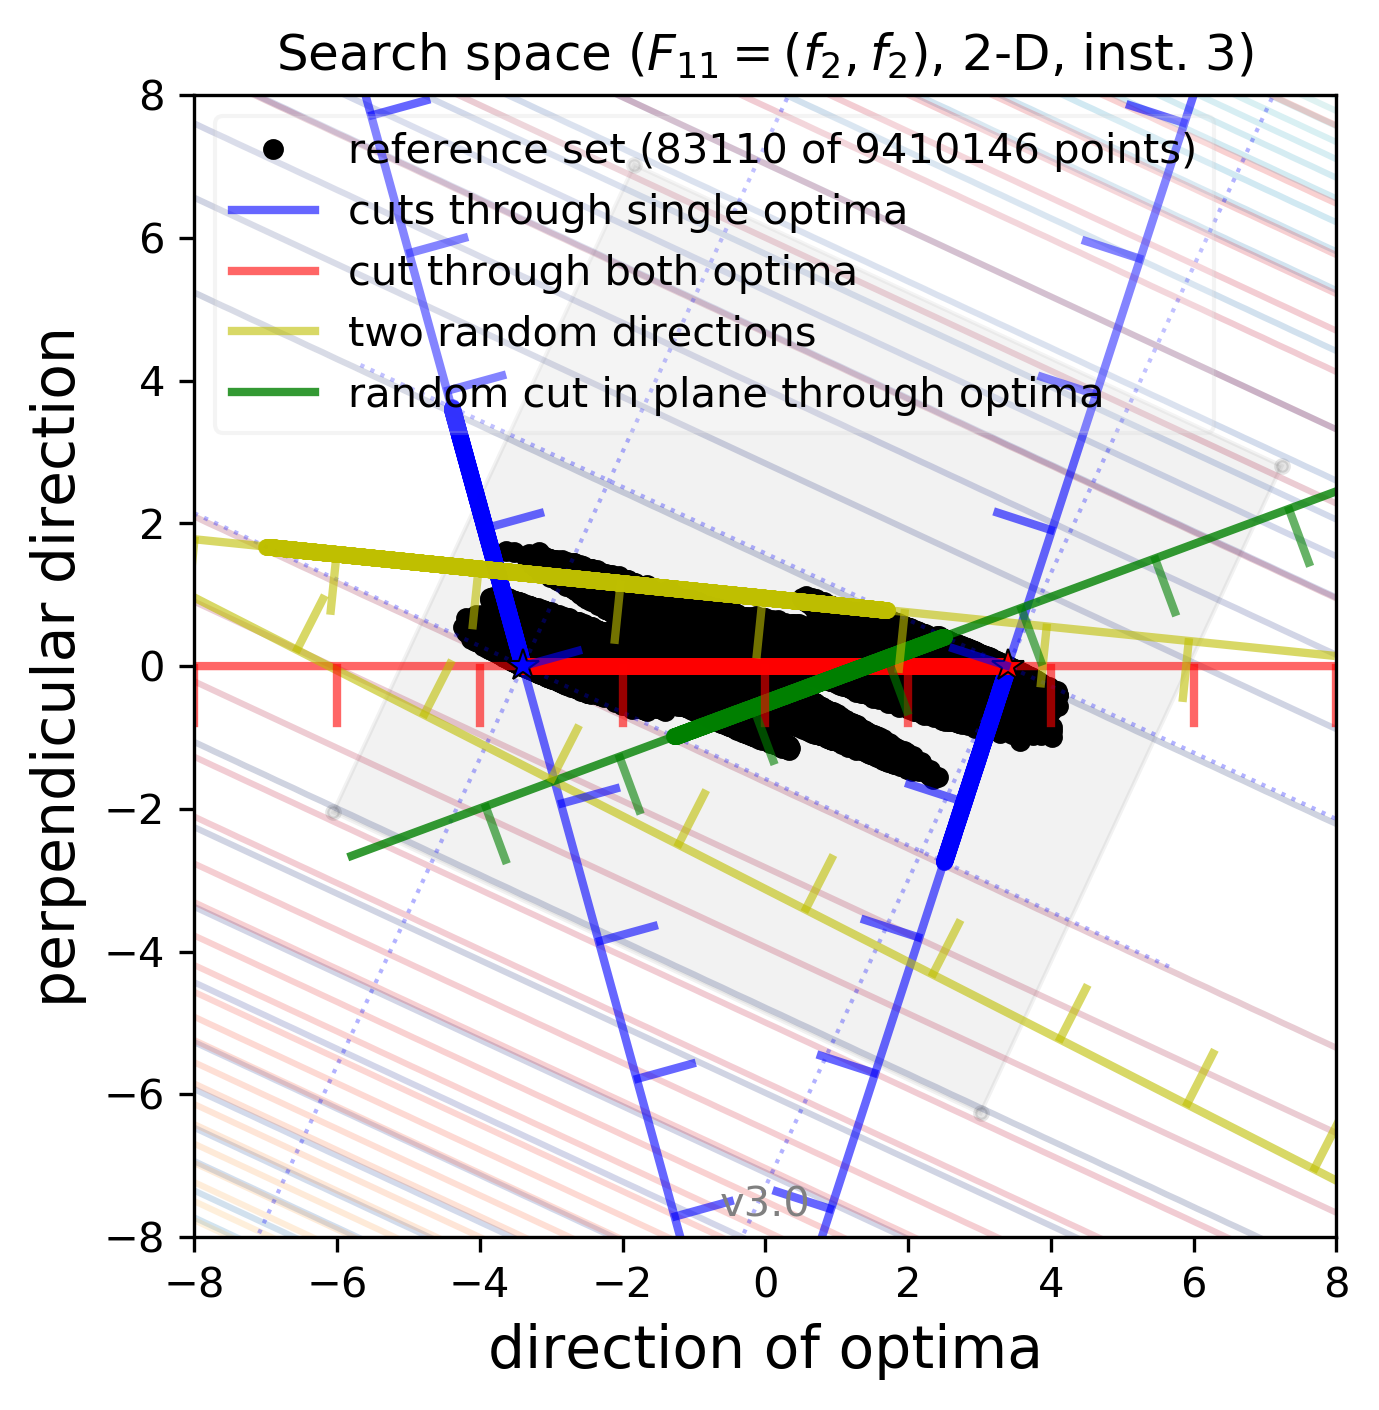 Search space (F₁₁ = (f₂, f₂), 2-D, inst. 3)
reference set (83110 of 9410146 points)
cuts through single optima
cut through both optima
two random directions
random cut in plane through optima
perpendicular direction
8
6
4
2
0
−2
−4
−6
−8
v3.0
−8 −6 −4 −2 0 2 4 6 8
direction of optima